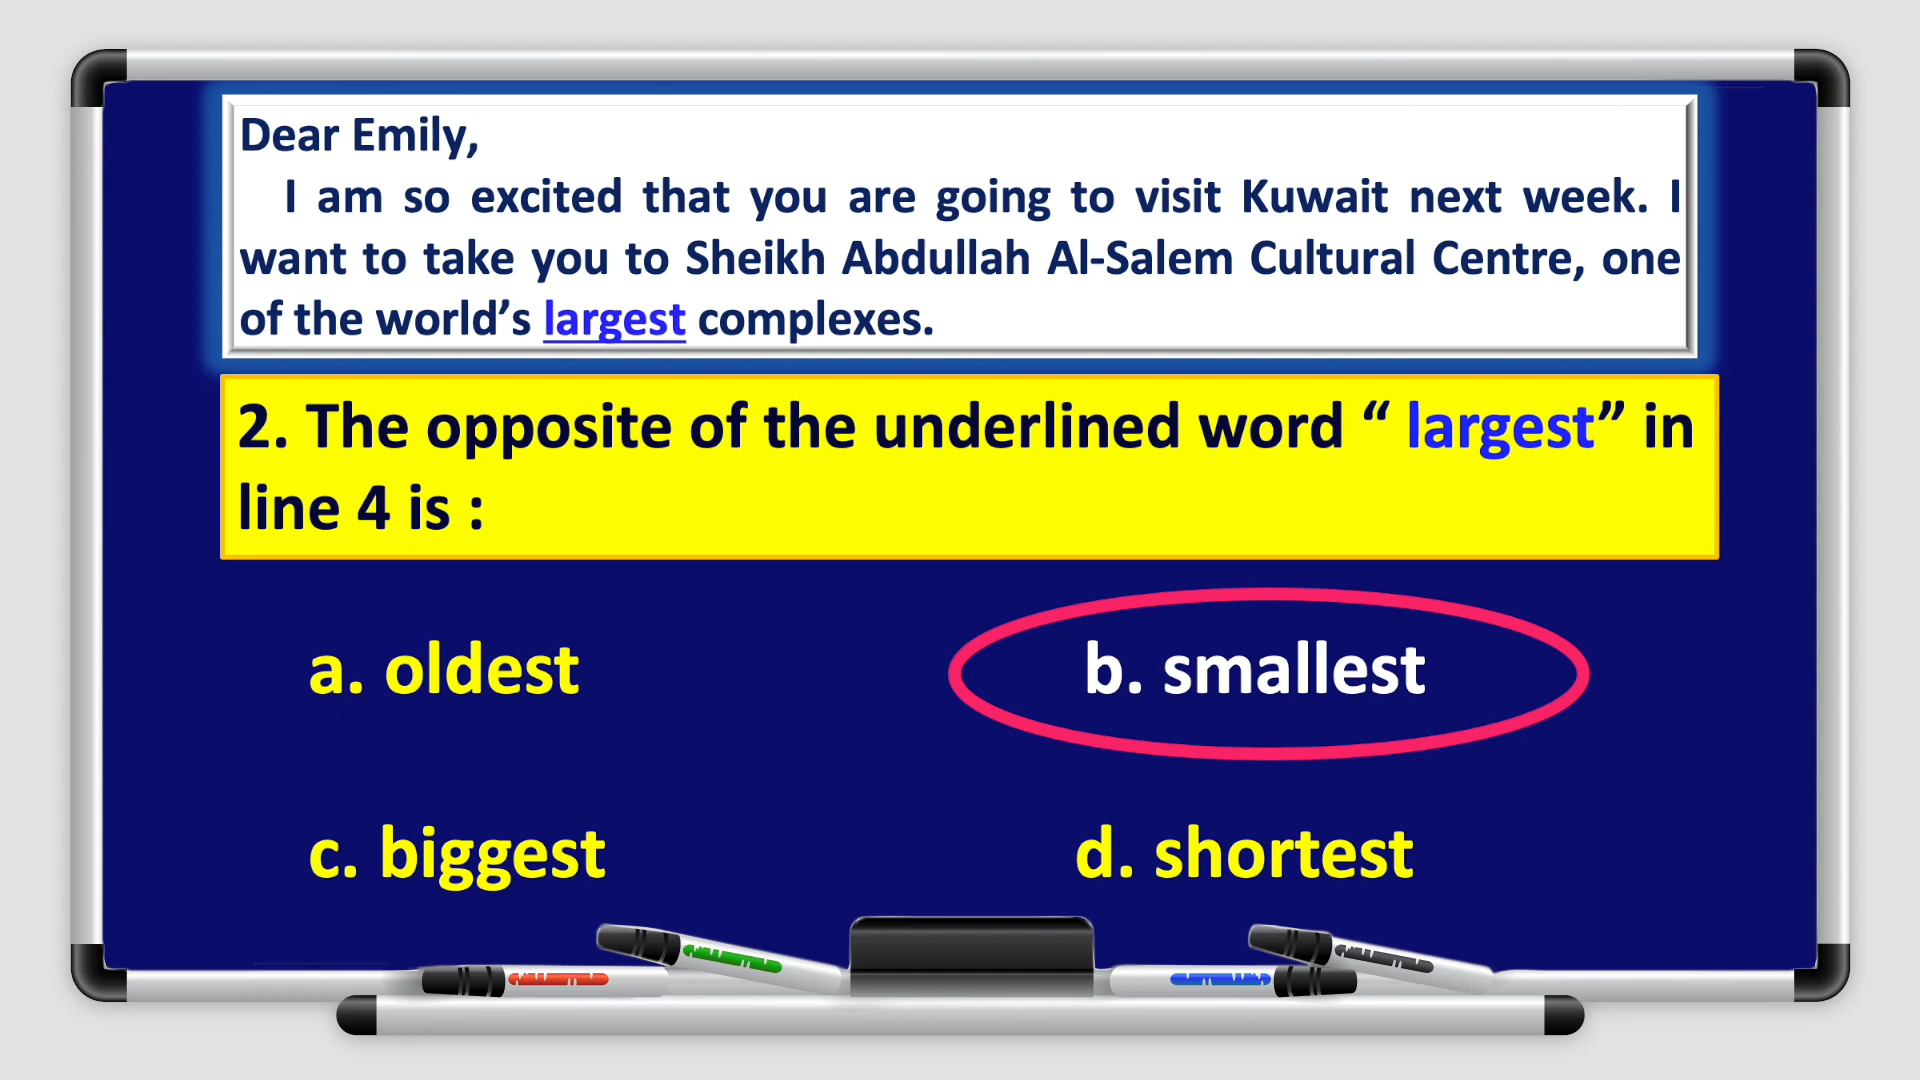 Dear Emily,
I am so excited that you are going to visit Kuwait next week. I
want to take you to Sheikh Abdullah Al-Salem Cultural Centre, one
of the world’s largest complexes.
2. The opposite of the underlined word “ largest” in
line 4 is :
a. oldest
b. smallest
c. biggest
d. shortest